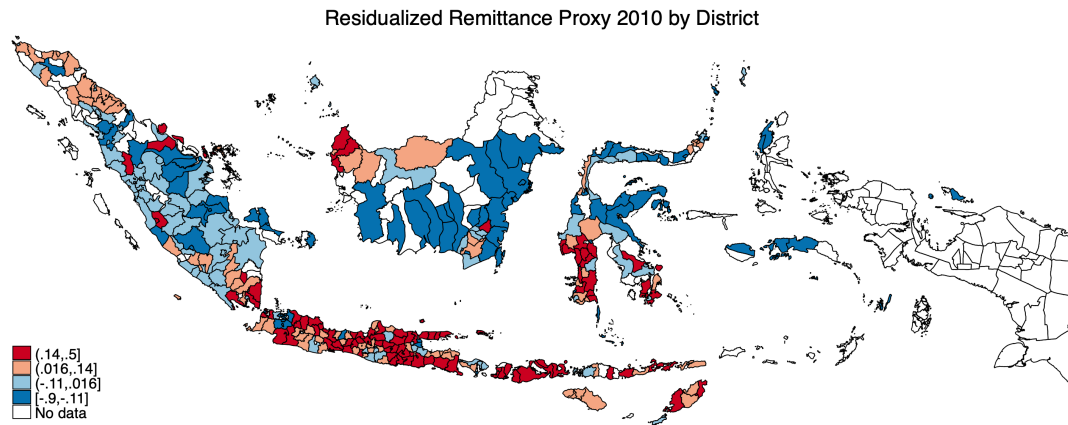 Residualized Remittance Proxy 2010 by District
(.14,.5]
(.016,.14]
(-.11,.016]
[-.9,-.11]
No data